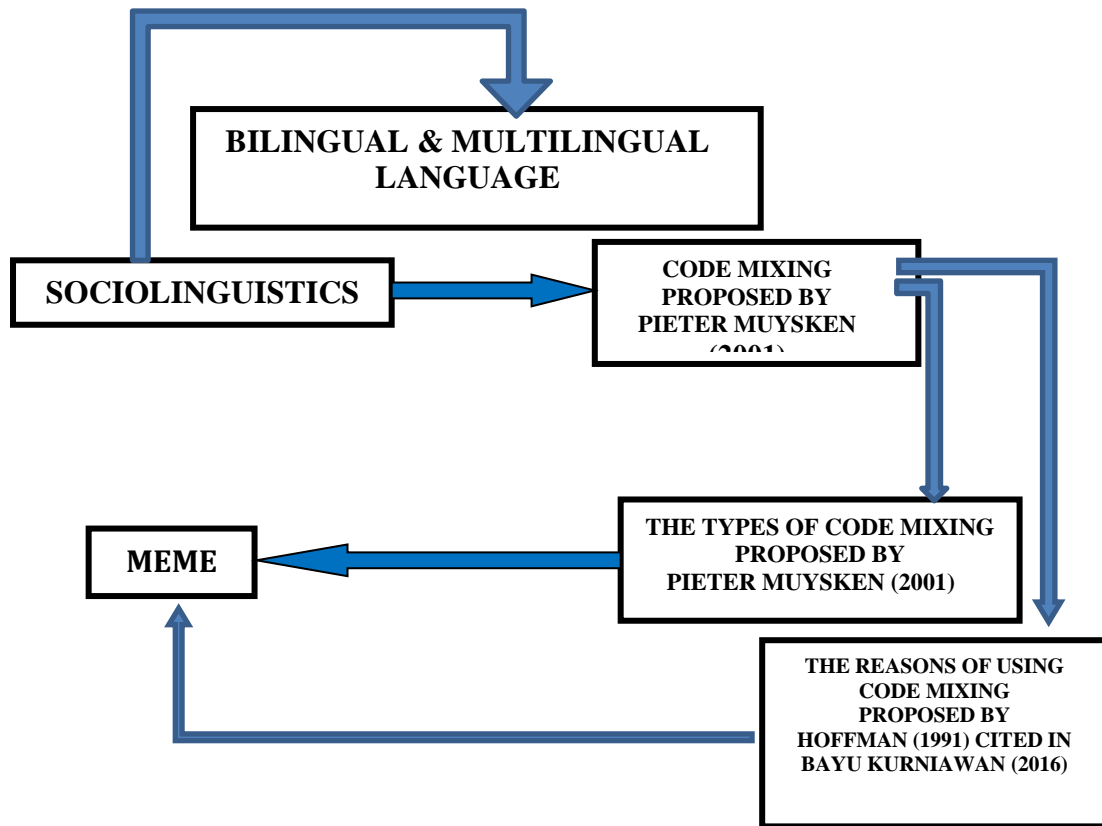 BILINGUAL & MULTILINGUAL
LANGUAGE
SOCIOLINGUISTICS
CODE MIXING
PROPOSED BY
PIETER MUYSKEN
(2001)
THE TYPES OF CODE MIXING
PROPOSED BY
PIETER MUYSKEN (2001)
MEME
THE REASONS OF USING
CODE MIXING
PROPOSED BY
HOFFMAN (1991) CITED IN
BAYU KURNIAWAN (2016)